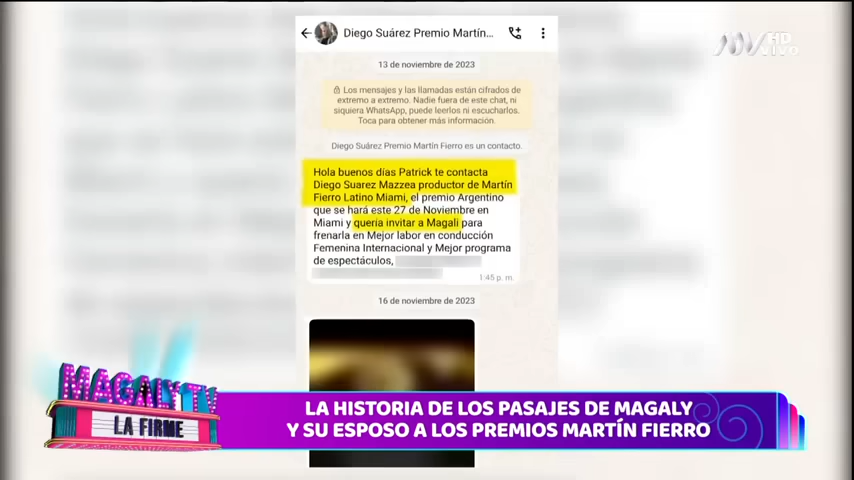 Diego Suárez Premio Martín...
HD
VIVO
13 de noviembre de 2023
Los mensajes y las llamadas están cifrados de
extremo a extremo. Nadie fuera de este chat, ni
siquiera WhatsApp, puede leerlos ni escucharlos.
Toca para obtener más información.
Diego Suárez Premio Martín Fierro es un contacto.
Hola buenos días Patrick te contacta
Diego Suarez Mazzea productor de Martín
Fierro Latino Miami, el premio Argentino
que se hará este 27 de Noviembre en
Miami y quería invitar a Magali para
frenarla en Mejor labor en conducción
Femenina Internacional y Mejor programa
de espectáculos,
1:45 p. m.
16 de noviembre de 2023
MAGALY TV
LA FIRME
LA HISTORIA DE LOS PASAJES DE MAGALY
Y SU ESPOSO A LOS PREMIOS MARTÍN FIERRO